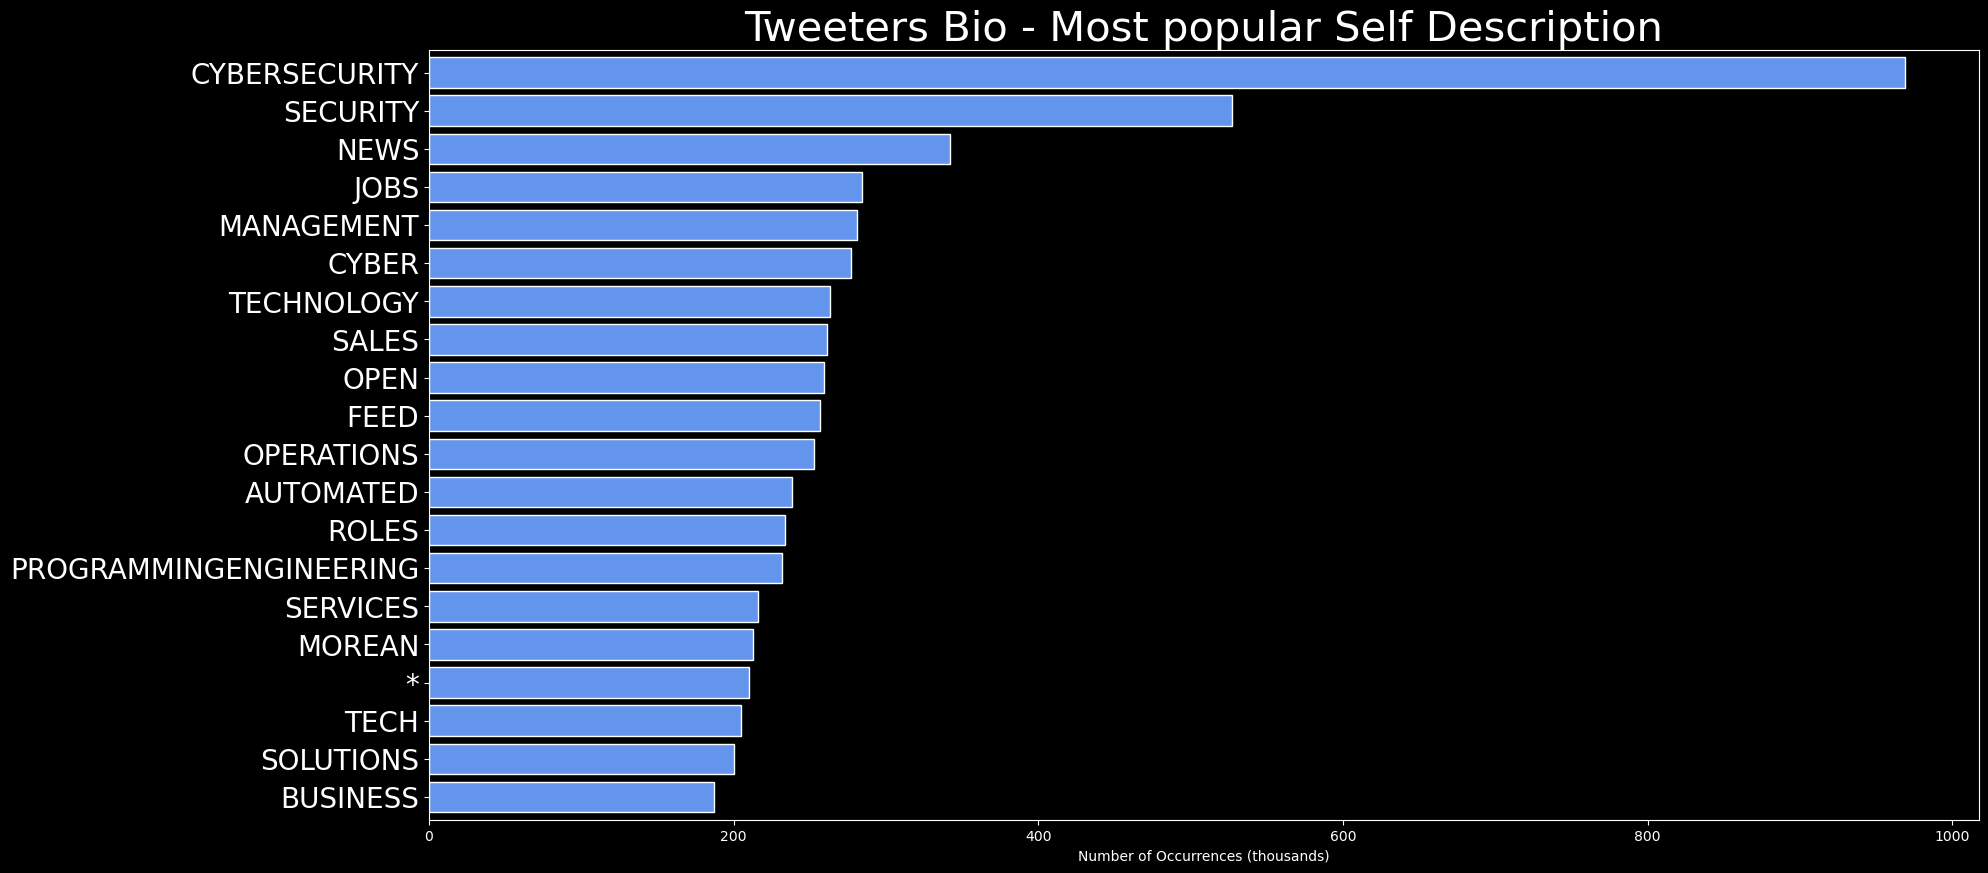 Tweeters Bio - Most popular Self Description
CYBERSECURITY
SECURITY
NEWS
JOBS
MANAGEMENT
CYBER
TECHNOLOGY
SALES
OPEN
FEED
OPERATIONS
AUTOMATED
ROLES
PROGRAMMINGENGINEERING
SERVICES
MOREAN
*
TECH
SOLUTIONS
BUSINESS
0 200 400 600 800 1000
Number of Occurrences (thousands)